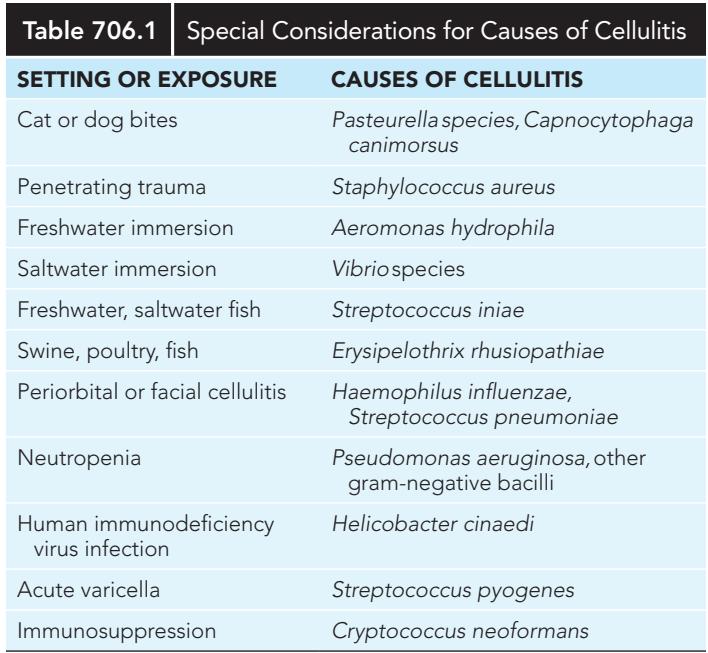 Table 706.1 Special Considerations for Causes of Cellulitis
SETTING OR EXPOSURE CAUSES OF CELLULITIS
Cat or dog bites Pasteurella species, Capnocytophaga
canimorsus
Penetrating trauma Staphylococcus aureus
Freshwater immersion Aeromonas hydrophila
Saltwater immersion Vibrio species
Freshwater, saltwater fish Streptococcus iniae
Swine, poultry, fish Erysipelothrix rhusiopathiae
Periorbital or facial cellulitis Haemophilus influenzae,
Streptococcus pneumoniae
Neutropenia Pseudomonas aeruginosa, other
gram-negative bacilli
Human immunodeficiency Helicobacter cinaedi
virus infection
Acute varicella Streptococcus pyogenes
Immunosuppression Cryptococcus neoformans